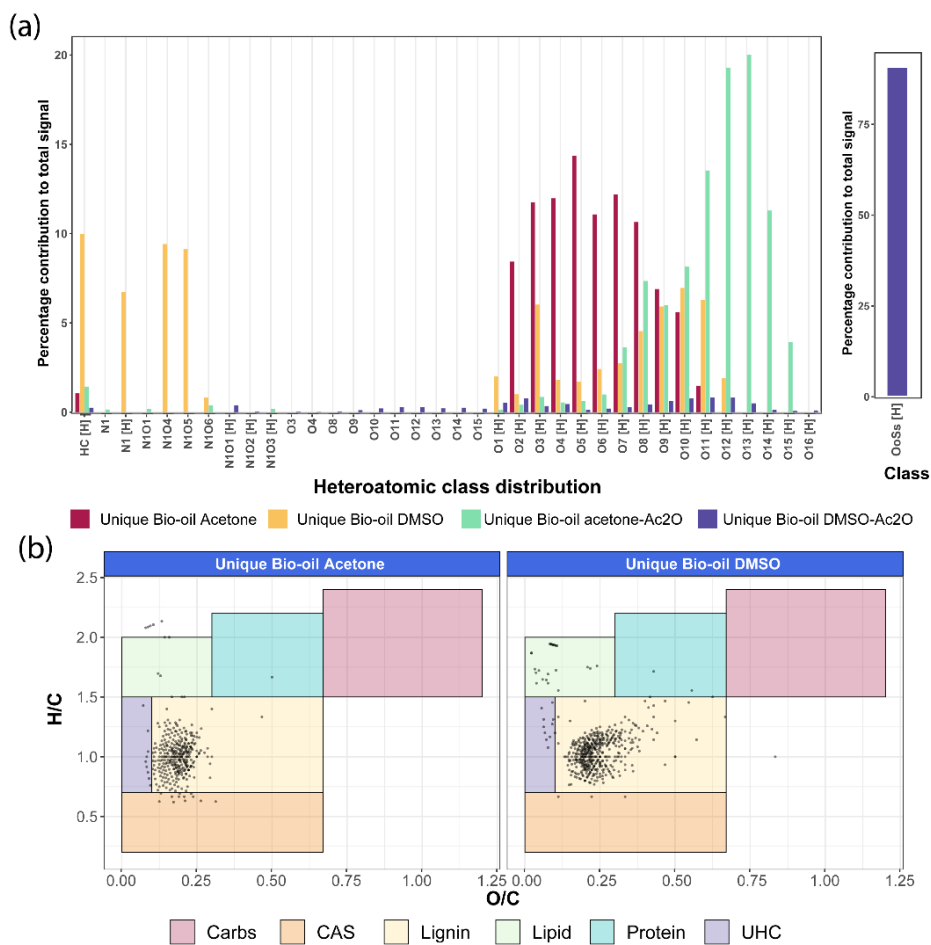 (a)
Percentage contribution to total signal
20
15
10
5
0
HC [H]
N1
N1 [H]
N1O1
N1O4
N1O5
N1O6
N1O1 [H]
N1O2 [H]
N1O3 [H]
O3
O4
O8
O9
O10
O11
O12
O13
O14
O15
O1 [H]
O2 [H]
O3 [H]
O4 [H]
O5 [H]
O6 [H]
O7 [H]
O8 [H]
O9 [H]
O10 [H]
O11 [H]
O12 [H]
O13 [H]
O14 [H]
O15 [H]
O16 [H]
Heteroatomic class distribution
Percentage contribution to total signal
75
50
25
0
OoSs [H]
Class
Unique Bio-oil Acetone
Unique Bio-oil DMSO
Unique Bio-oil acetone-Ac2O
Unique Bio-oil DMSO-Ac2O
(b)
Unique Bio-oil Acetone
Unique Bio-oil DMSO
H/C
2.5
2.0
1.5
1.0
0.5
0.00
0.25
0.50
0.75
1.00
1.25
0.00
0.25
0.50
0.75
1.00
1.25
O/C
Carbs
CAS
Lignin
Lipid
Protein
UHC